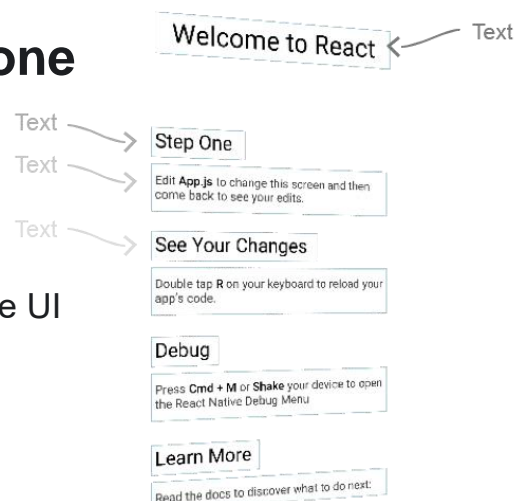 one
Welcome to React
Text
Text
Step One
Text
Edit App.js to change this screen and then
come back to see your edits.
Text
See Your Changes
Double tap R on your keyboard to reload your
app's code.
e UI
Debug
Press Cmd + M or Shake your device to open
the React Native Debug Menu
Learn More
Read the docs to discover what to do next: